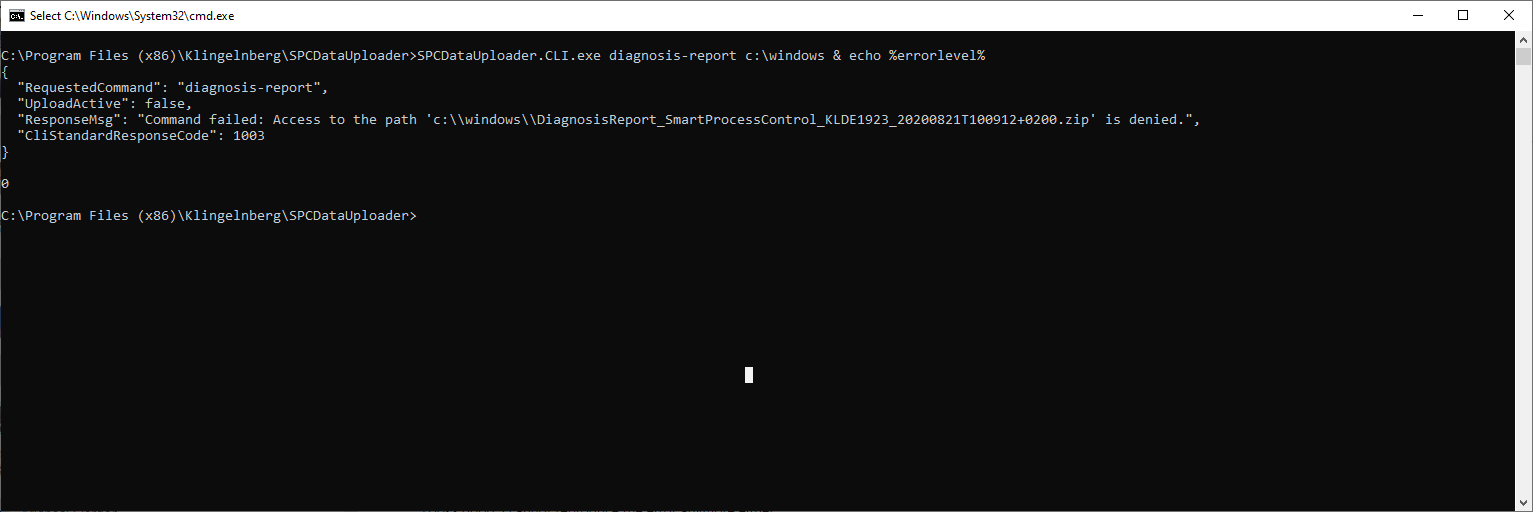 Select C:\Windows\System32\cmd.exe
C:\Program Files (x86)\Klingelnberg\SPCDataUploader>SPCDataUploader.CLI.exe diagnosis-report c:\windows & echo %errorlevel%
{
  "RequestedCommand": "diagnosis-report",
  "UploadActive": false,
  "ResponseMsg": "Command failed: Access to the path 'c:\\windows\\DiagnosisReport_SmartProcessControl_KLDE1923_20200821T100912+0200.zip' is denied.",
  "CliStandardResponseCode": 1003
}
0
C:\Program Files (x86)\Klingelnberg\SPCDataUploader>